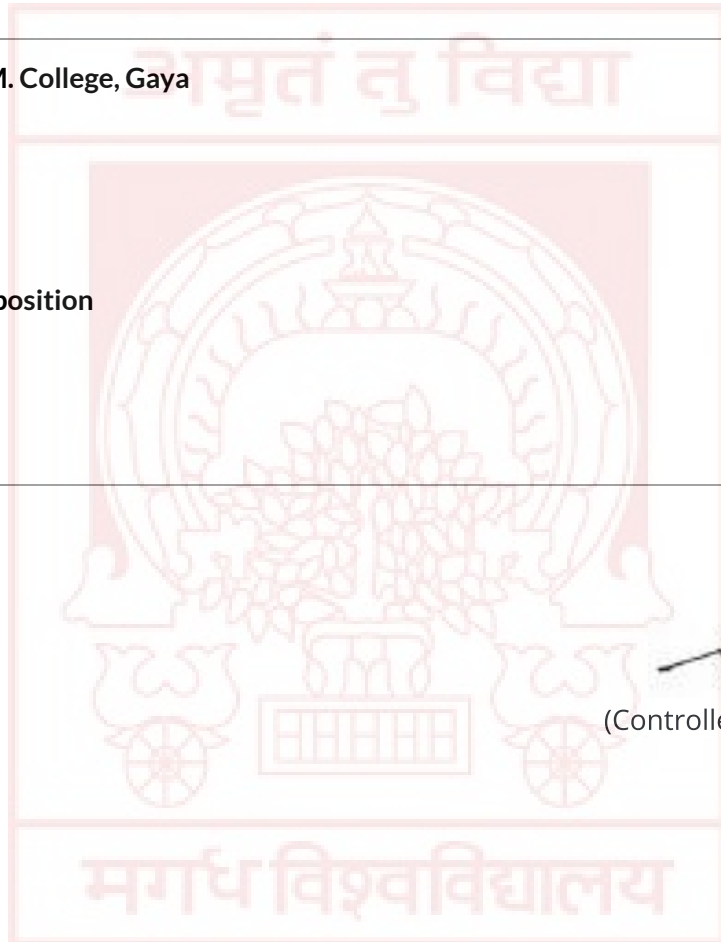 अमृतं तु विद्या
M. College, Gaya
position
(Controlle
मगध विश्वविद्यालय